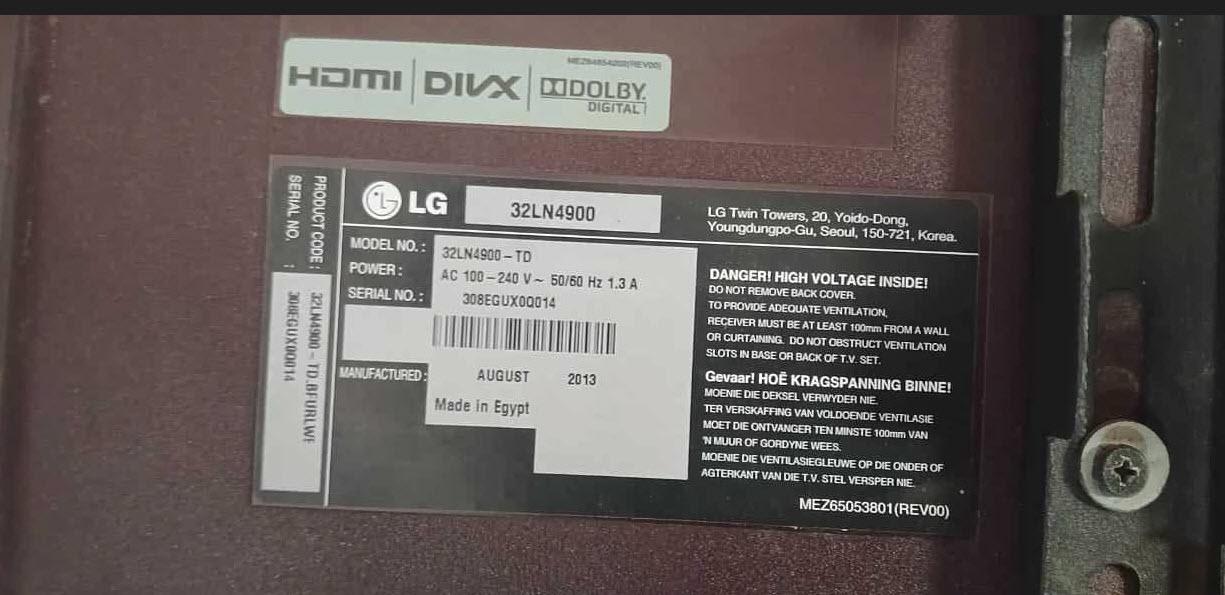 MEZ64654202(REV00)
HDMI DIVX DOLBY
DIGITAL
PRODUCT CODE : 32LN4900-TD.BFURLWF
SERIAL NO. : 308EGUX0Q014
LG 32LN4900
LG Twin Towers, 20, Yoido-Dong,
Youngdungpo-Gu, Seoul, 150-721, Korea.
MODEL NO. : 32LN4900-TD
POWER : AC 100-240 V~ 50/60 Hz 1.3 A
SERIAL NO. : 308EGUX0Q014
MANUFACTURED : AUGUST 2013
Made in Egypt
DANGER! HIGH VOLTAGE INSIDE!
DO NOT REMOVE BACK COVER.
TO PROVIDE ADEQUATE VENTILATION,
RECEIVER MUST BE AT LEAST 100mm FROM A WALL
OR CURTAINING. DO NOT OBSTRUCT VENTILATION
SLOTS IN BASE OR BACK OF T.V. SET.
Gevaar! HOË KRAGSPANNING BINNE!
MOENIE DIE DEKSEL VERWYDER NIE.
TER VERSKAFFING VAN VOLDOENDE VENTILASIE
MOET DIE ONTVANGER TEN MINSTE 100mm VAN
'N MUUR OF GORDYNE WEES.
MOENIE DIE VENTILASIEGLEUWE OP DIE ONDER OF
AGTERKANT VAN DIE T.V. STEL VERSPER NIE.
MEZ65053801(REV00)